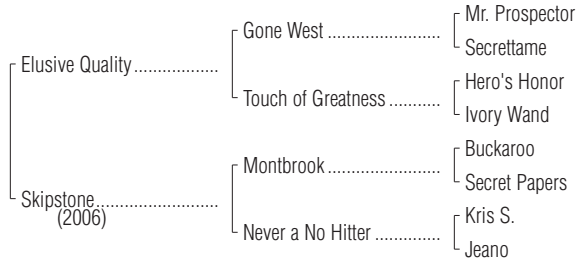 Mr. Prospector
Gone West ........................
Secrettame
Elusive Quality..................
Hero's Honor
Touch of Greatness ...........
Ivory Wand
Buckaroo
Montbrook ........................
Secret Papers
Skipstone..........................
(2006)
Kris S.
Never a No Hitter ..............
Jeano